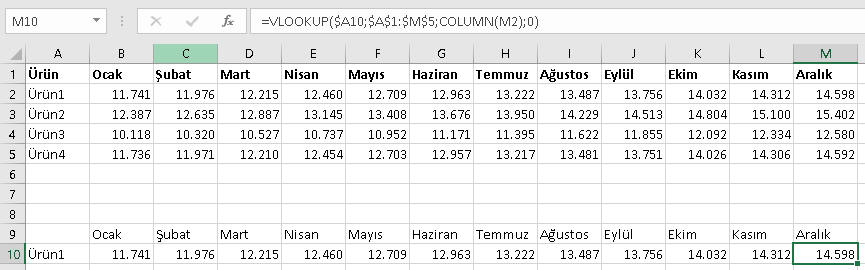 M10 fx =VLOOKUP($A10;$A$1:$M$5;COLUMN(M2);0)
A B C D E F G H I J K L M
1 Ürün Ocak Şubat Mart Nisan Mayıs Haziran Temmuz Ağustos Eylül Ekim Kasım Aralık
2 Ürün1 11.741 11.976 12.215 12.460 12.709 12.963 13.222 13.487 13.756 14.032 14.312 14.598
3 Ürün2 12.387 12.635 12.887 13.145 13.408 13.676 13.950 14.229 14.513 14.804 15.100 15.402
4 Ürün3 10.118 10.320 10.527 10.737 10.952 11.171 11.395 11.622 11.855 12.092 12.334 12.580
5 Ürün4 11.736 11.971 12.210 12.454 12.703 12.957 13.217 13.481 13.751 14.026 14.306 14.592
6
7
8
9 Ocak Şubat Mart Nisan Mayıs Haziran Temmuz Ağustos Eylül Ekim Kasım Aralık
10 Ürün1 11.741 11.976 12.215 12.460 12.709 12.963 13.222 13.487 13.756 14.032 14.312 14.598